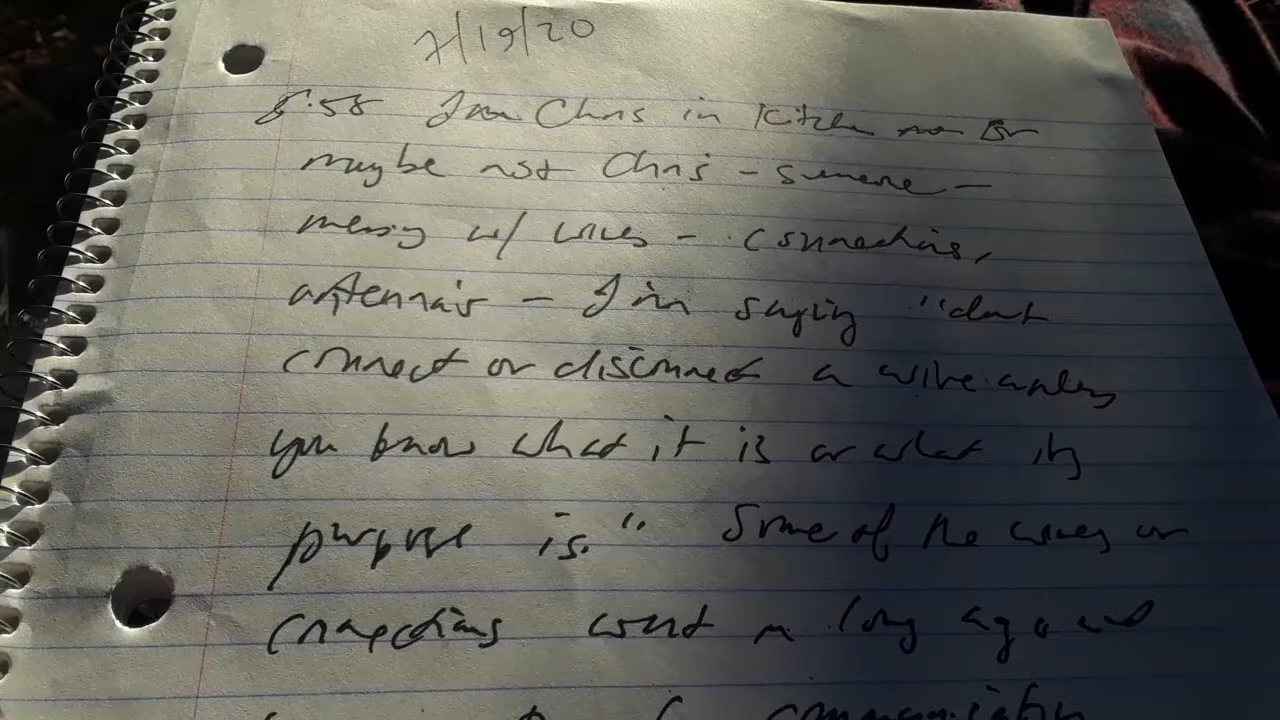 7/19/20
8:58 Chris in kitchen
maybe not Chris - someone -
messing w/ wires - connections,
antenna's - I'm saying "don't
connect or disconnect a wire unless
you know what it is or what its
purpose is." Some of the wires or
connections went in long ago and